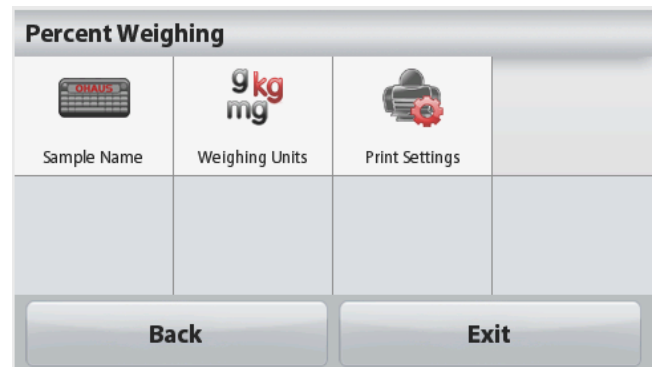 Percent Weighing
OHAUS
g kg
mg
Sample Name Weighing Units Print Settings
Back Exit